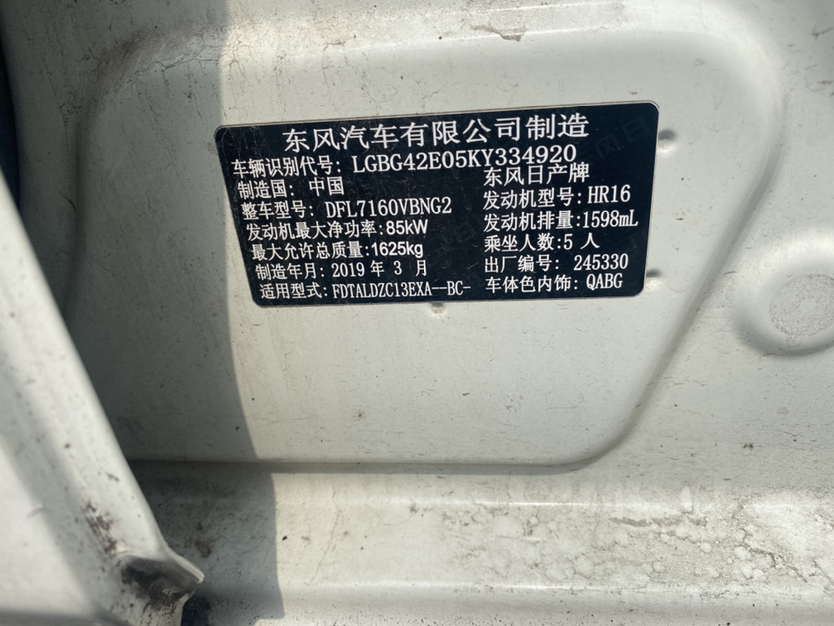 东风汽车有限公司制造
车辆识别代号: LGBG42E05KY334920
制造国: 中国 东风日产牌
整车型号: DFL7160VBNG2 发动机型号: HR16
发动机最大净功率:85kW 发动机排量:1598mL
最大允许总质量:1625kg 乘坐人数:5 人
制造年月: 2019 年 3 月 出厂编号: 245330
适用型式:FDTALDZC13EXA--BC- 车体色内饰: QABG